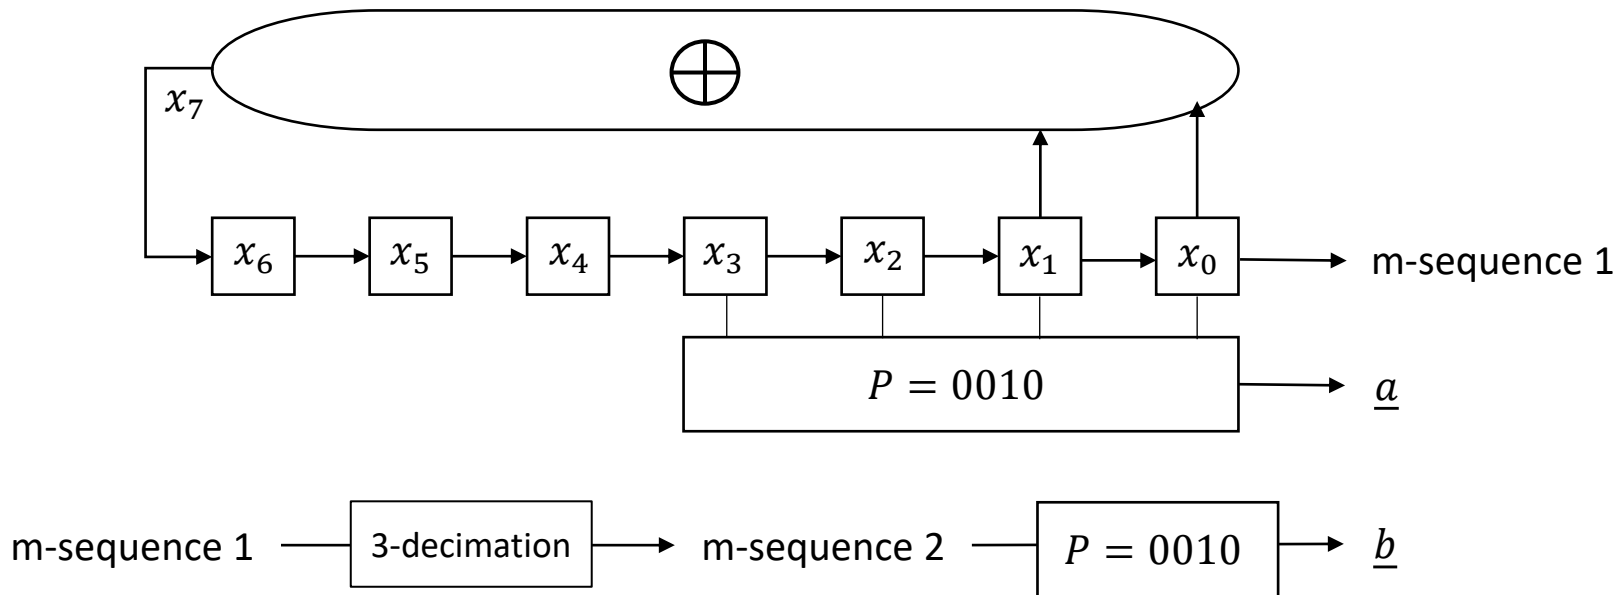 x₇
x₆ x₅ x₄ x₃ x₂ x₁ x₀ m-sequence 1
P = 0010 a
m-sequence 1 3-decimation m-sequence 2 P = 0010 b